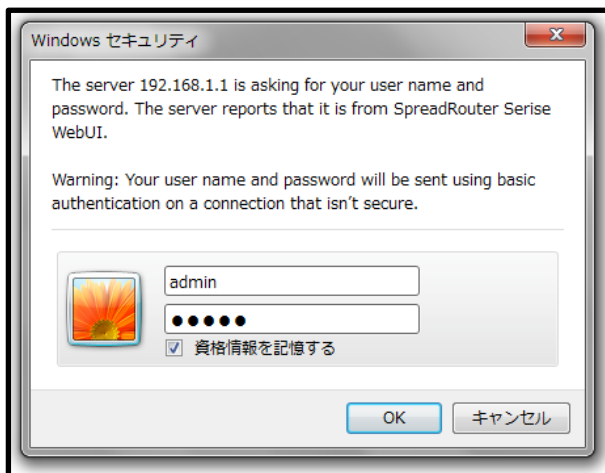 Windows セキュリティ
The server 192.168.1.1 is asking for your user name and
password. The server reports that it is from SpreadRouter Serise
WebUI.
Warning: Your user name and password will be sent using basic
authentication on a connection that isn't secure.
admin
●●●●●
資格情報を記憶する
OK
キャンセル